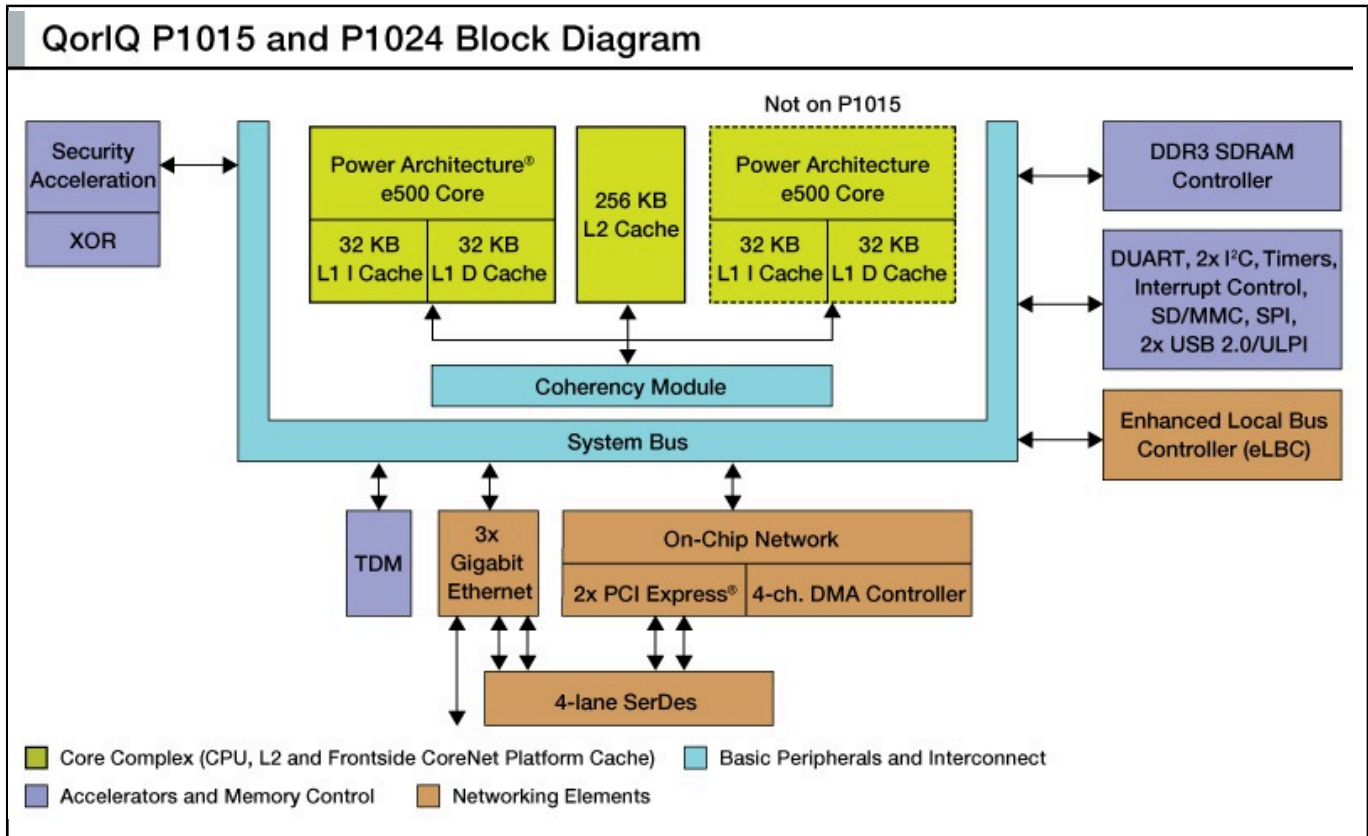 QorIQ P1015 and P1024 Block Diagram
Not on P1015
Security
Acceleration
XOR
Power Architecture®
e500 Core
32 KB
L1 I Cache
32 KB
L1 D Cache
256 KB
L2 Cache
Power Architecture
e500 Core
32 KB
L1 I Cache
32 KB
L1 D Cache
DDR3 SDRAM
Controller
DUART, 2x I²C, Timers,
Interrupt Control,
SD/MMC, SPI,
2x USB 2.0/ULPI
Coherency Module
System Bus
Enhanced Local Bus
Controller (eLBC)
TDM
3x
Gigabit
Ethernet
On-Chip Network
2x PCI Express®
4-ch. DMA Controller
4-lane SerDes
Core Complex (CPU, L2 and Frontside CoreNet Platform Cache)
Basic Peripherals and Interconnect
Accelerators and Memory Control
Networking Elements